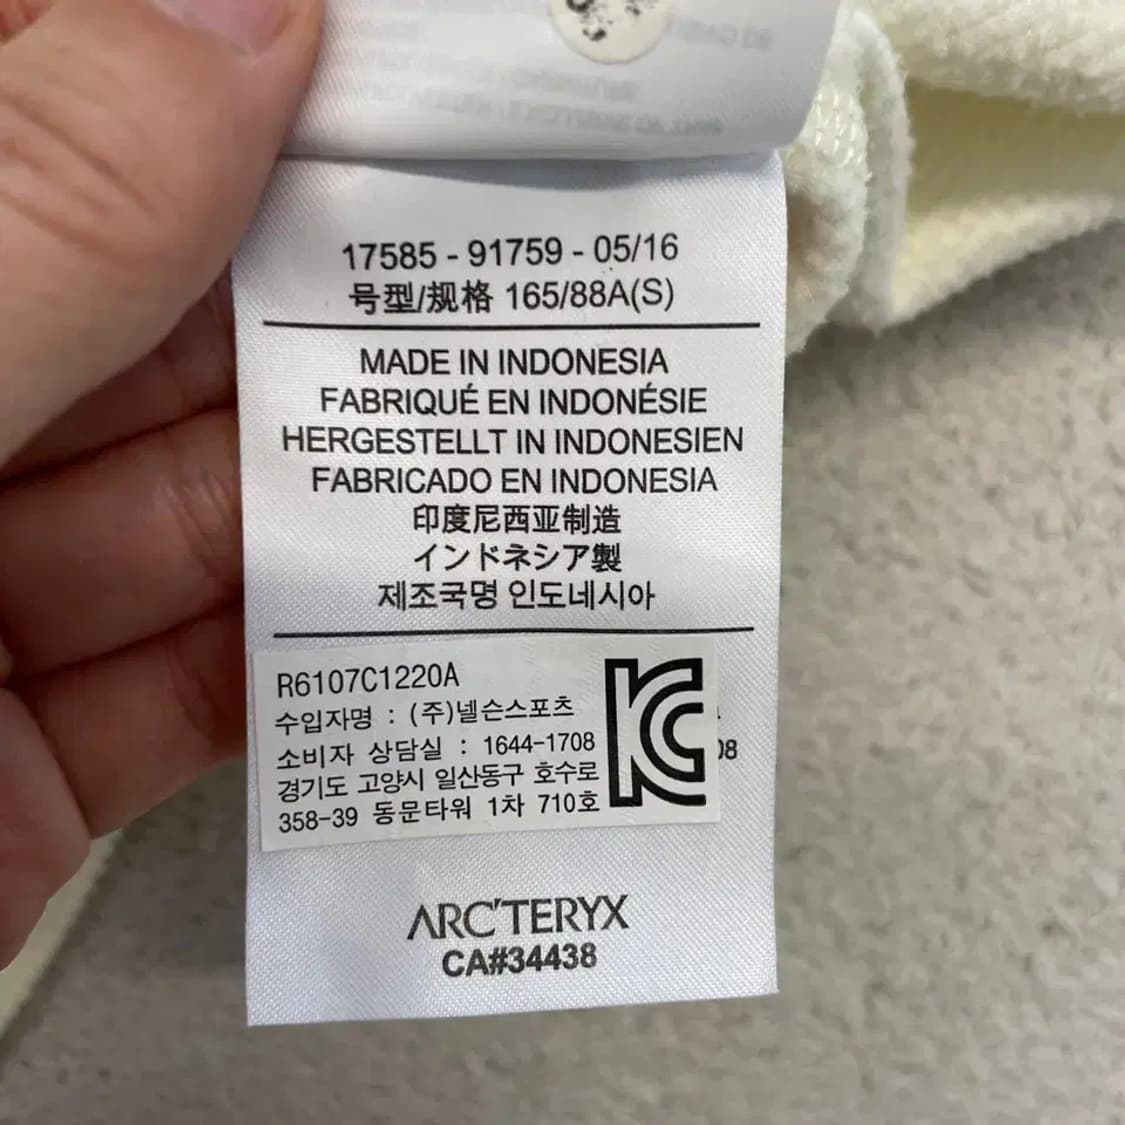 17585 - 91759 - 05/16
号型/规格 165/88A(S)
MADE IN INDONESIA
FABRIQUÉ EN INDONÉSIE
HERGESTELLT IN INDONESIEN
FABRICADO EN INDONESIA
印度尼西亚制造
インドネシア製
제조국명 인도네시아
R6107C1220A
수입자명 : (주)넬슨스포츠
소비자 상담실 : 1644-1708
경기도 고양시 일산동구 호수로
358-39 동문타워 1차 710호
KC
08
ARC'TERYX
CA#34438